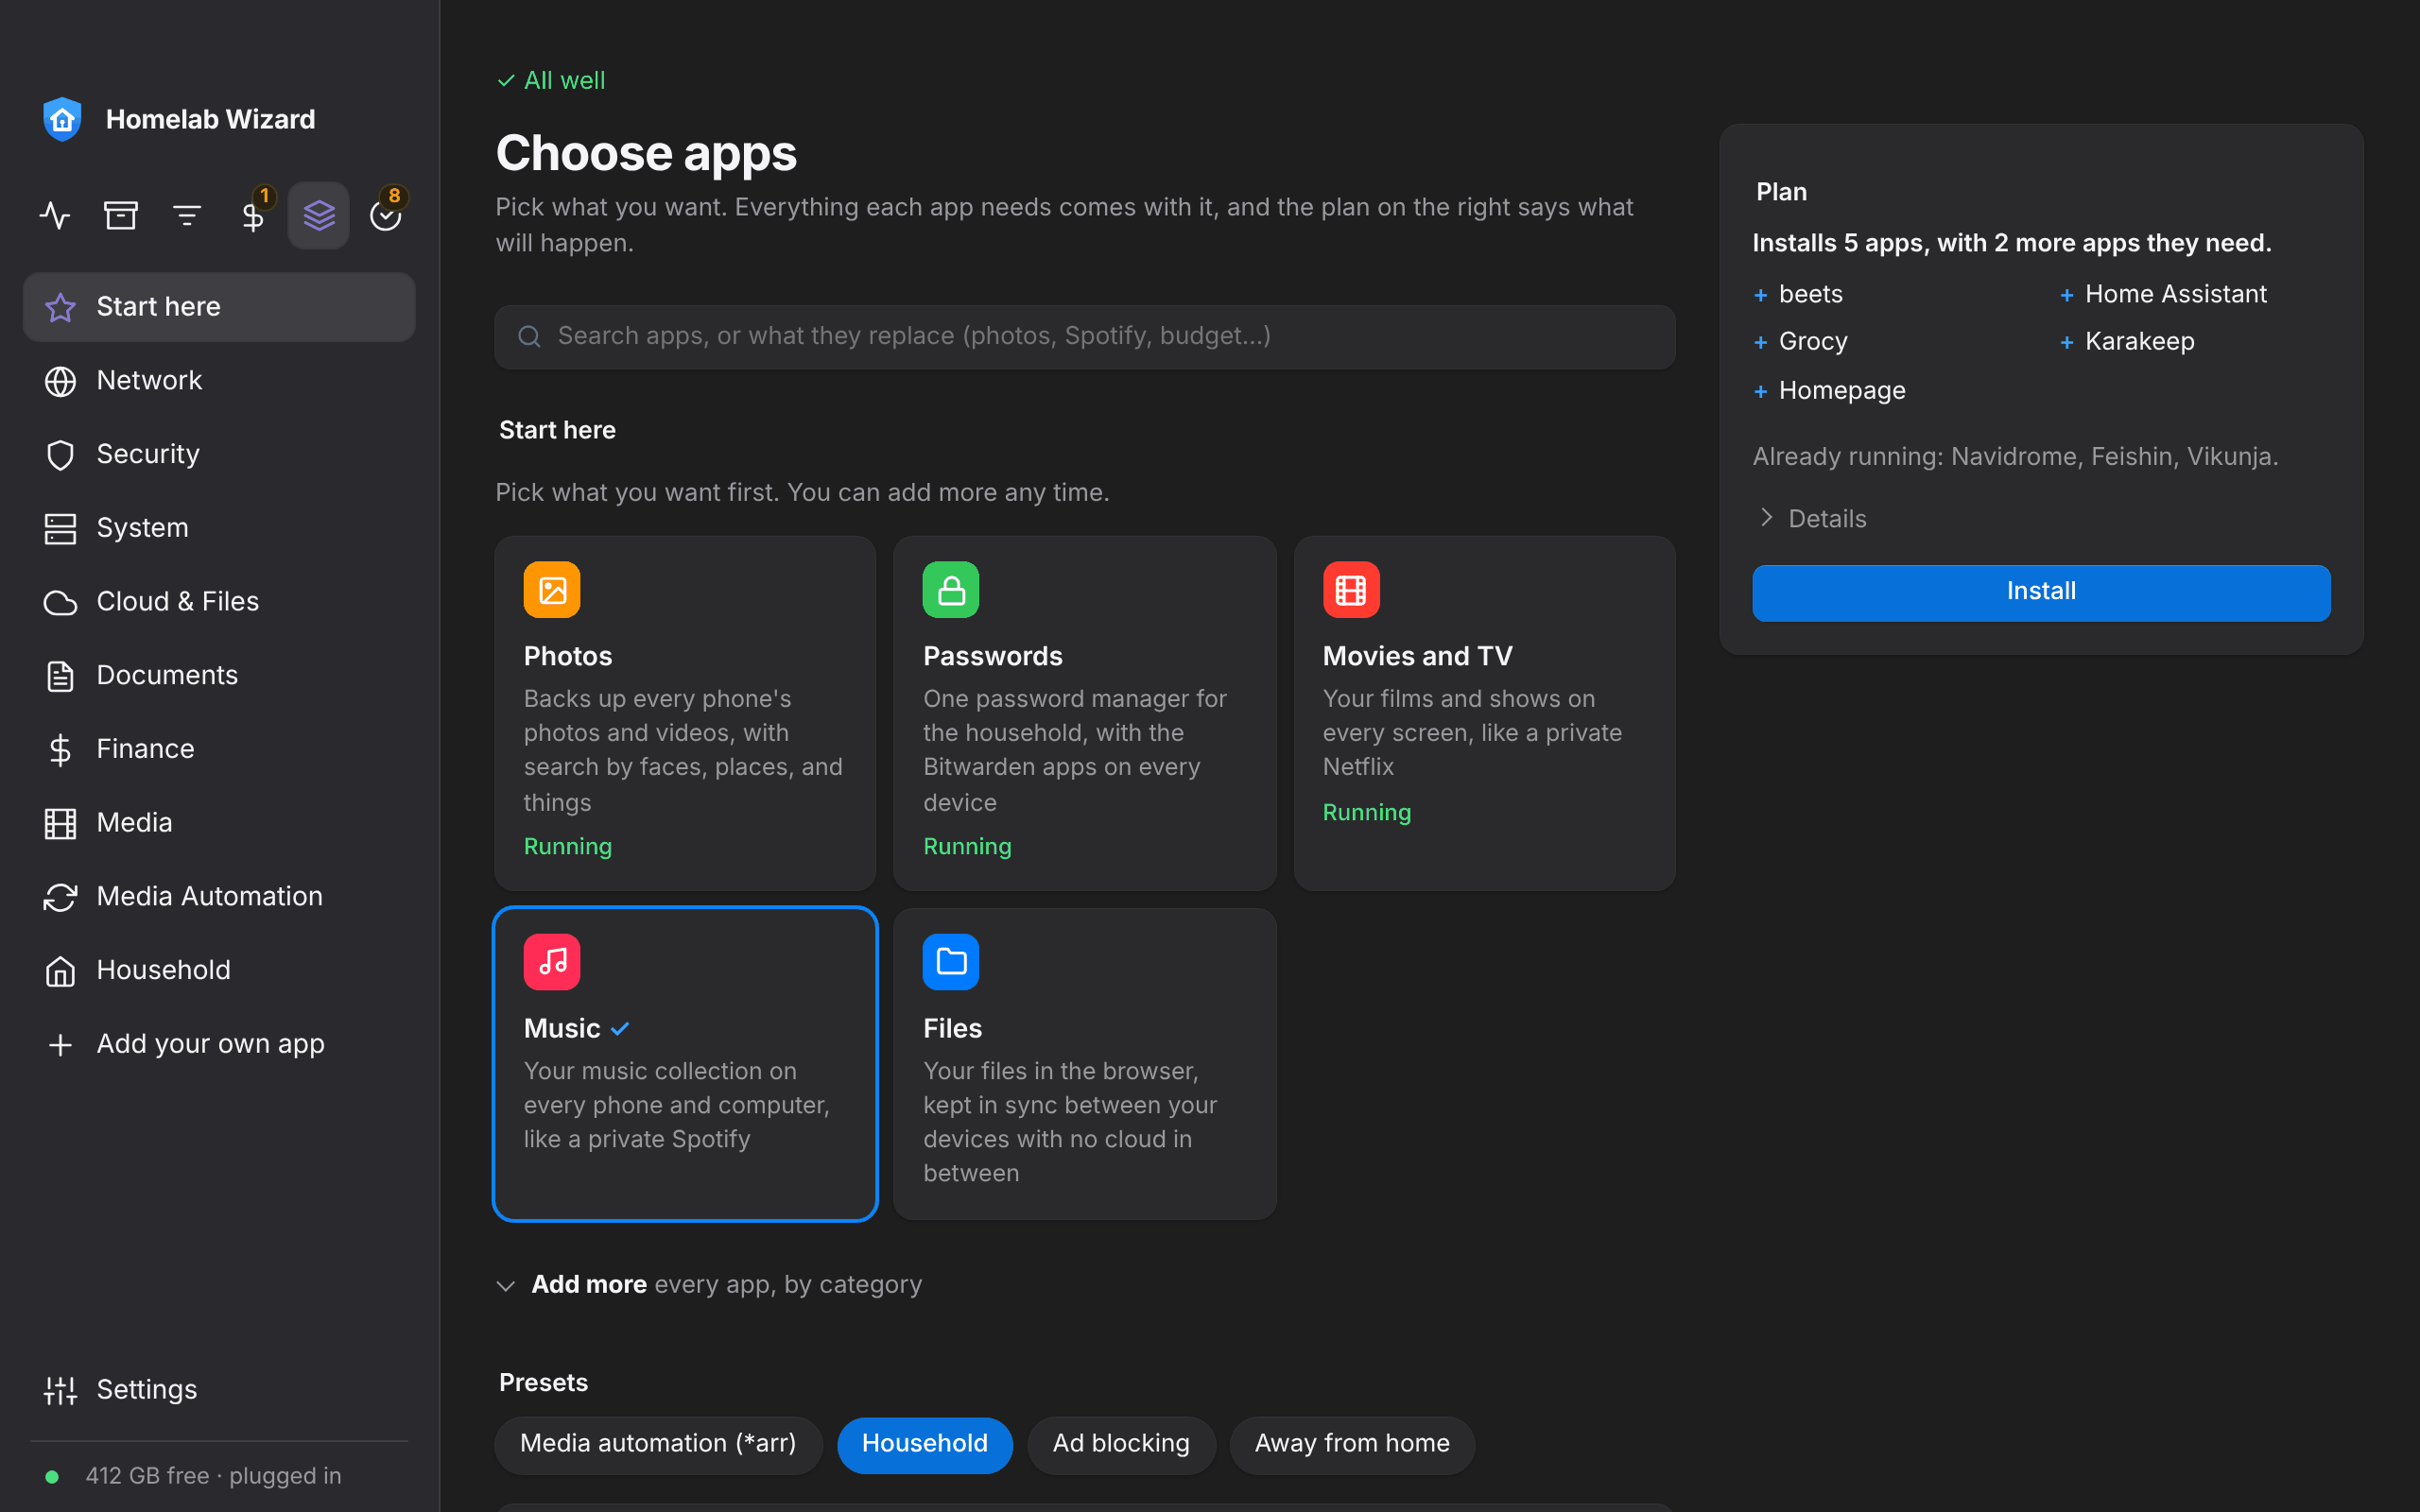 Homelab Wizard
1
8
Start here
Network
Security
System
Cloud & Files
Documents
Finance
Media
Media Automation
Household
Add your own app
Settings
412 GB free · plugged in
All well
Choose apps
Pick what you want. Everything each app needs comes with it, and the plan on the right says what
will happen.
Search apps, or what they replace (photos, Spotify, budget...)
Start here
Pick what you want first. You can add more any time.
Photos
Backs up every phone's
photos and videos, with
search by faces, places, and
things
Running
Passwords
One password manager for
the household, with the
Bitwarden apps on every
device
Running
Movies and TV
Your films and shows on
every screen, like a private
Netflix
Running
Music
Your music collection on
every phone and computer,
like a private Spotify
Files
Your files in the browser,
kept in sync between your
devices with no cloud in
between
Add more every app, by category
Presets
Media automation (*arr)
Household
Ad blocking
Away from home
Plan
Installs 5 apps, with 2 more apps they need.
+ beets
+ Home Assistant
+ Grocy
+ Karakeep
+ Homepage
Already running: Navidrome, Feishin, Vikunja.
Details
Install